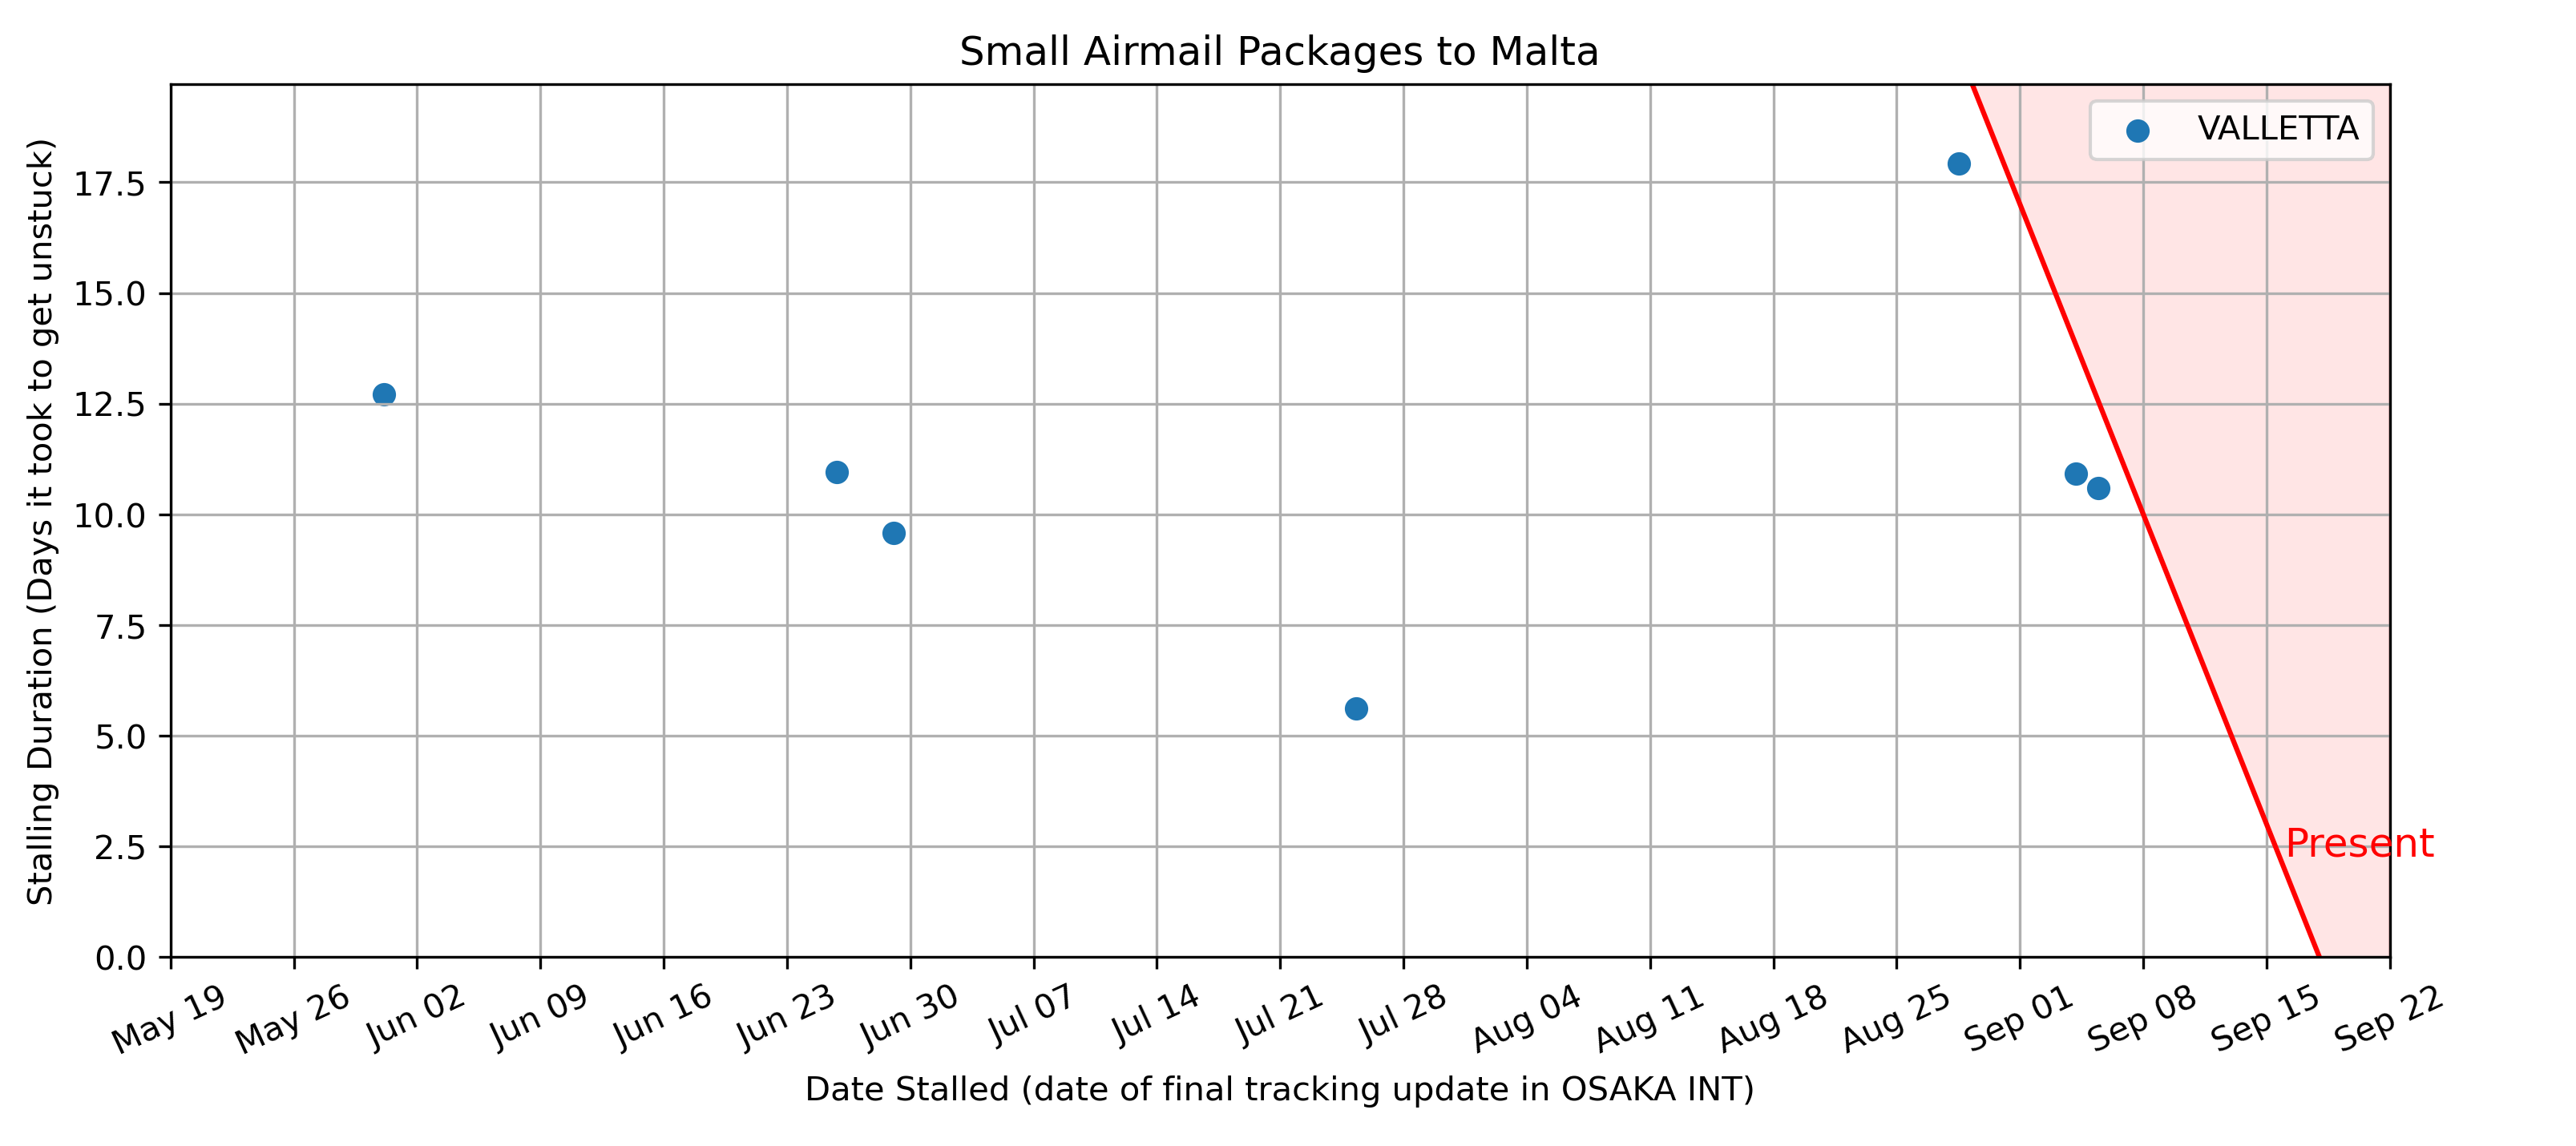 Small Airmail Packages to Malta
VALLETTA
Stalling Duration (Days it took to get unstuck)
17.5
15.0
12.5
10.0
7.5
5.0
2.5
0.0
Present
May 19
May 26
Jun 02
Jun 09
Jun 16
Jun 23
Jun 30
Jul 07
Jul 14
Jul 21
Jul 28
Aug 04
Aug 11
Aug 18
Aug 25
Sep 01
Sep 08
Sep 15
Sep 22
Date Stalled (date of final tracking update in OSAKA INT)